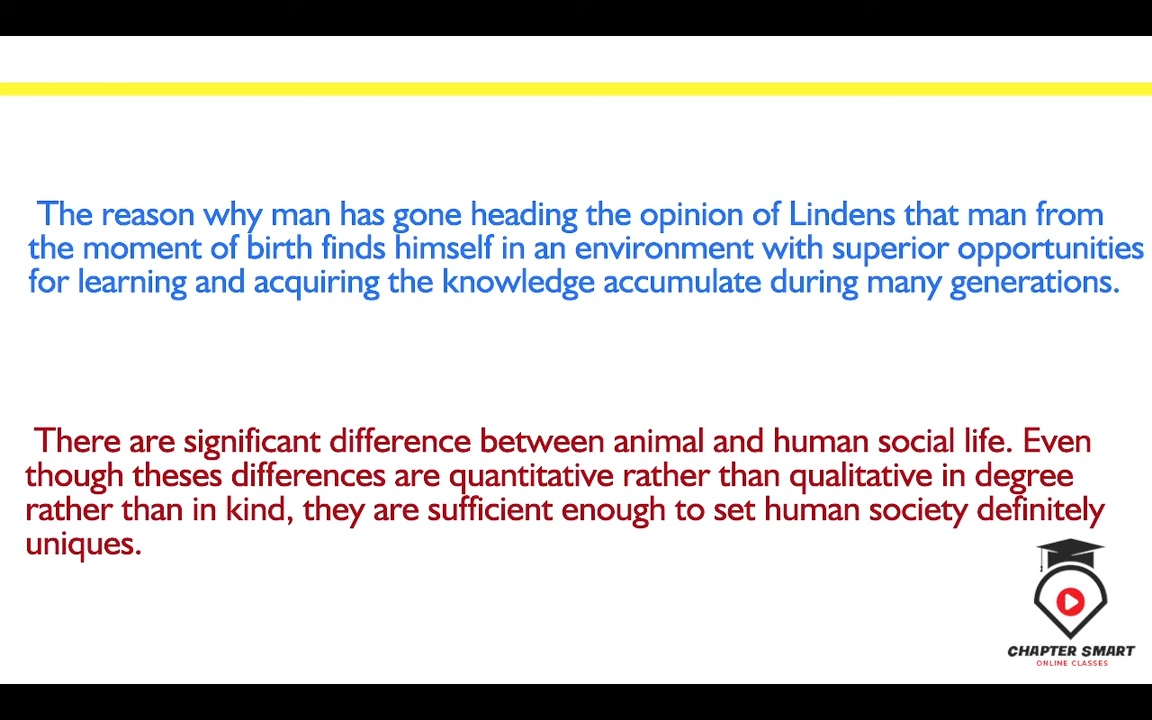 The reason why man has gone heading the opinion of Lindens that man from
the moment of birth finds himself in an environment with superior opportunities
for learning and acquiring the knowledge accumulate during many generations.
There are significant difference between animal and human social life. Even
though theses differences are quantitative rather than qualitative in degree
rather than in kind, they are sufficient enough to set human society definitely
uniques.
CHAPTER SMART
ONLINE CLASSES